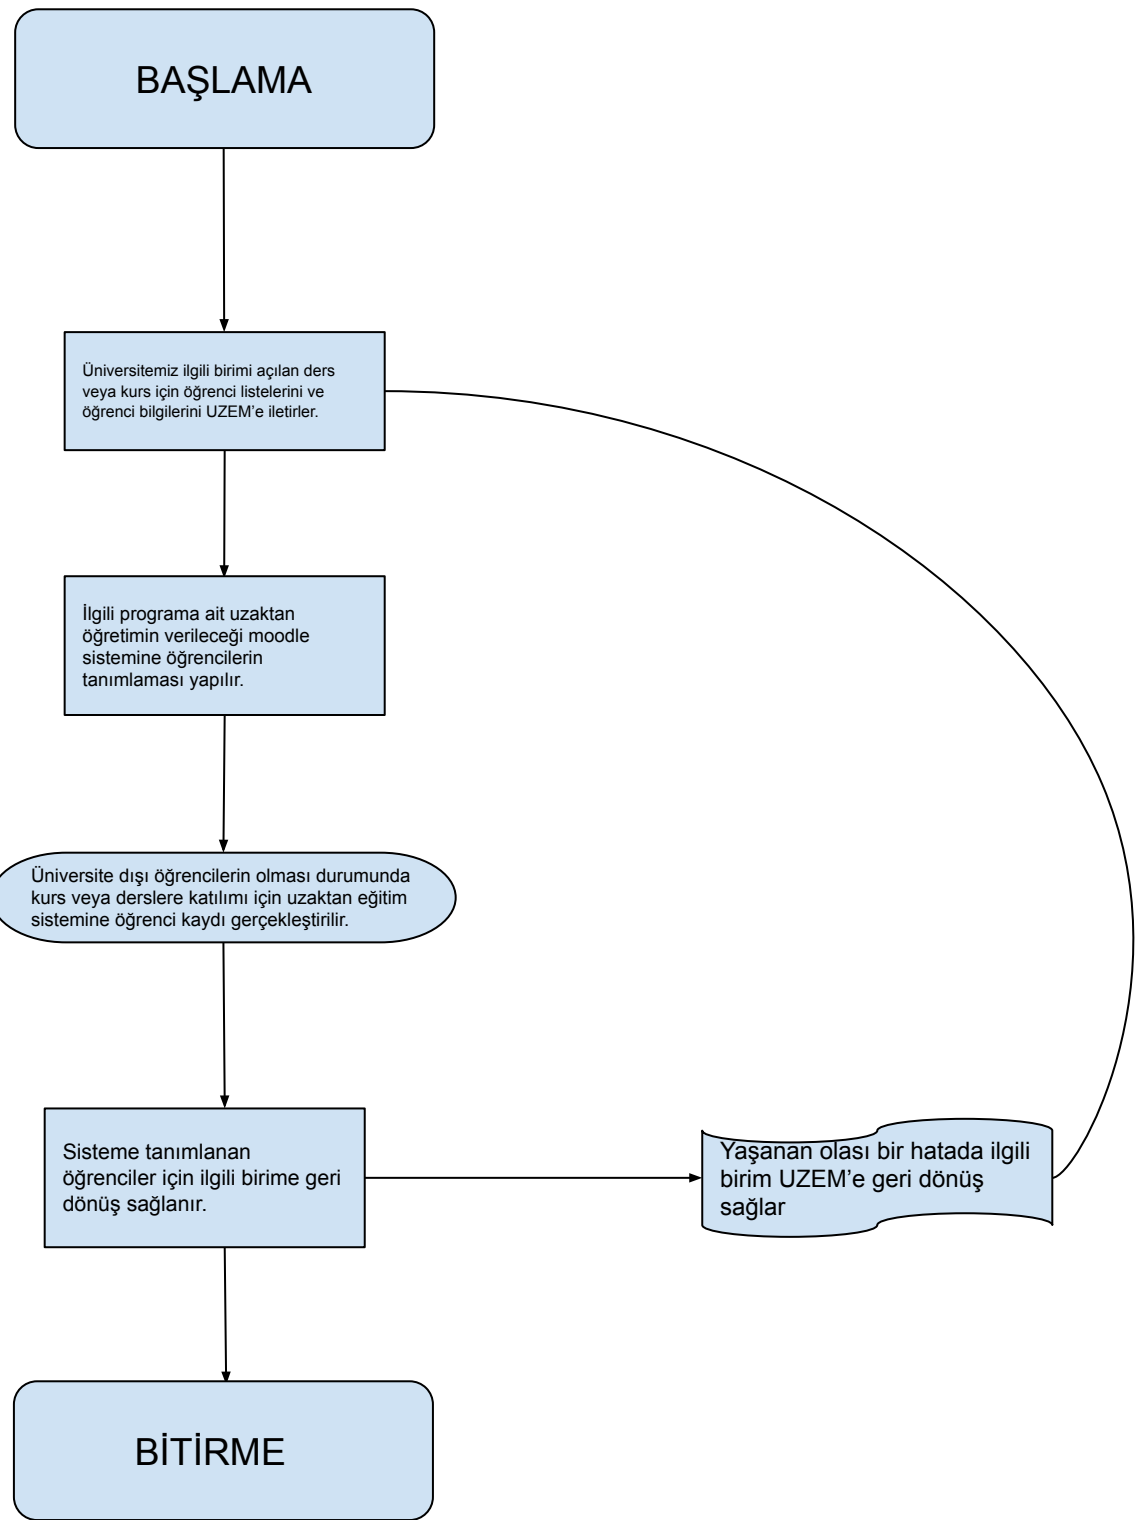 BAŞLAMA
Üniversitemiz ilgili birimi açılan ders
veya kurs için öğrenci listelerini ve
öğrenci bilgilerini UZEM’e iletirler.
İlgili programa ait uzaktan
öğretimin verileceği moodle
sistemine öğrencilerin
tanımlaması yapılır.
Üniversite dışı öğrencilerin olması durumunda
kurs veya derslere katılımı için uzaktan eğitim
sistemine öğrenci kaydı gerçekleştirilir.
Sisteme tanımlanan
öğrenciler için ilgili birime geri
dönüş sağlanır.
Yaşanan olası bir hatada ilgili
birim UZEM’e geri dönüş
sağlar
BİTİRME